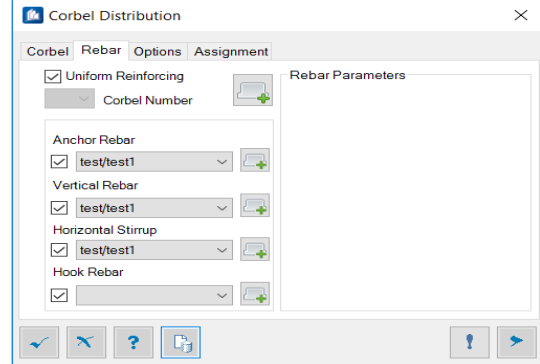 Corbel Distribution
Corbel Rebar Options Assignment
Uniform Reinforcing
Corbel Number
Rebar Parameters
Anchor Rebar
test/test1
Vertical Rebar
test/test1
Horizontal Stirrup
test/test1
Hook Rebar